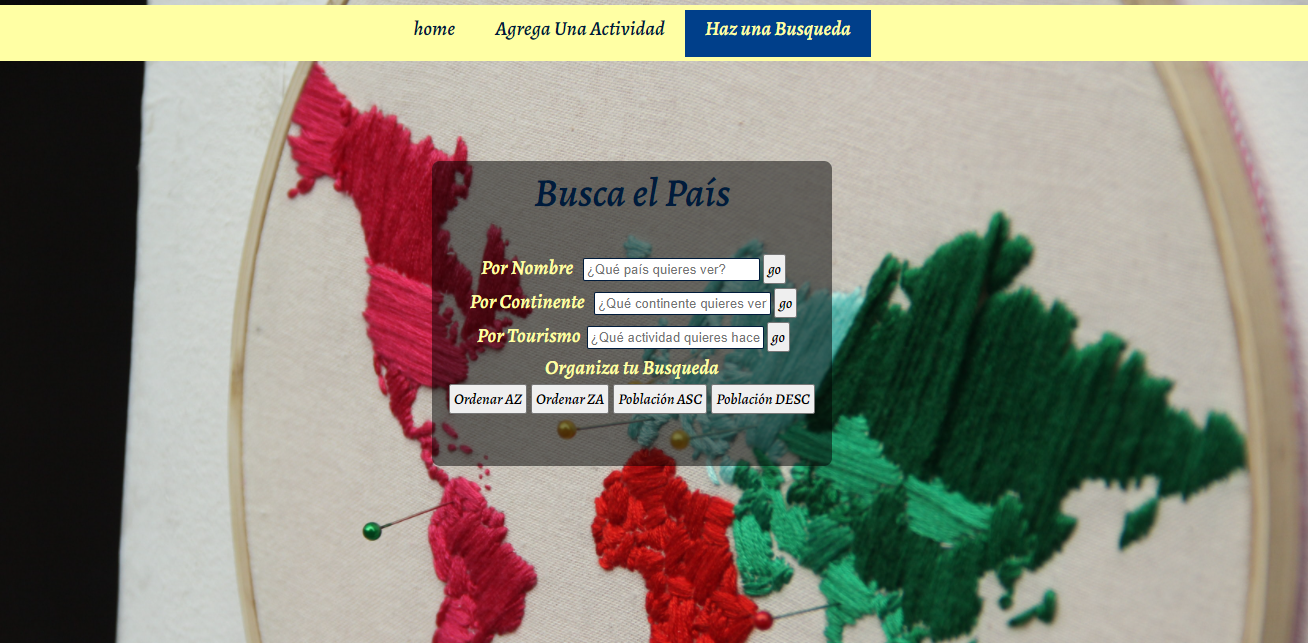 home Agrega Una Actividad Haz una Busqueda
Busca el País
Por Nombre ¿Qué país quieres ver? go
Por Continente ¿Qué continente quieres ver go
Por Tourismo ¿Qué actividad quieres hace go
Organiza tu Busqueda
Ordenar AZ Ordenar ZA Población ASC Población DESC